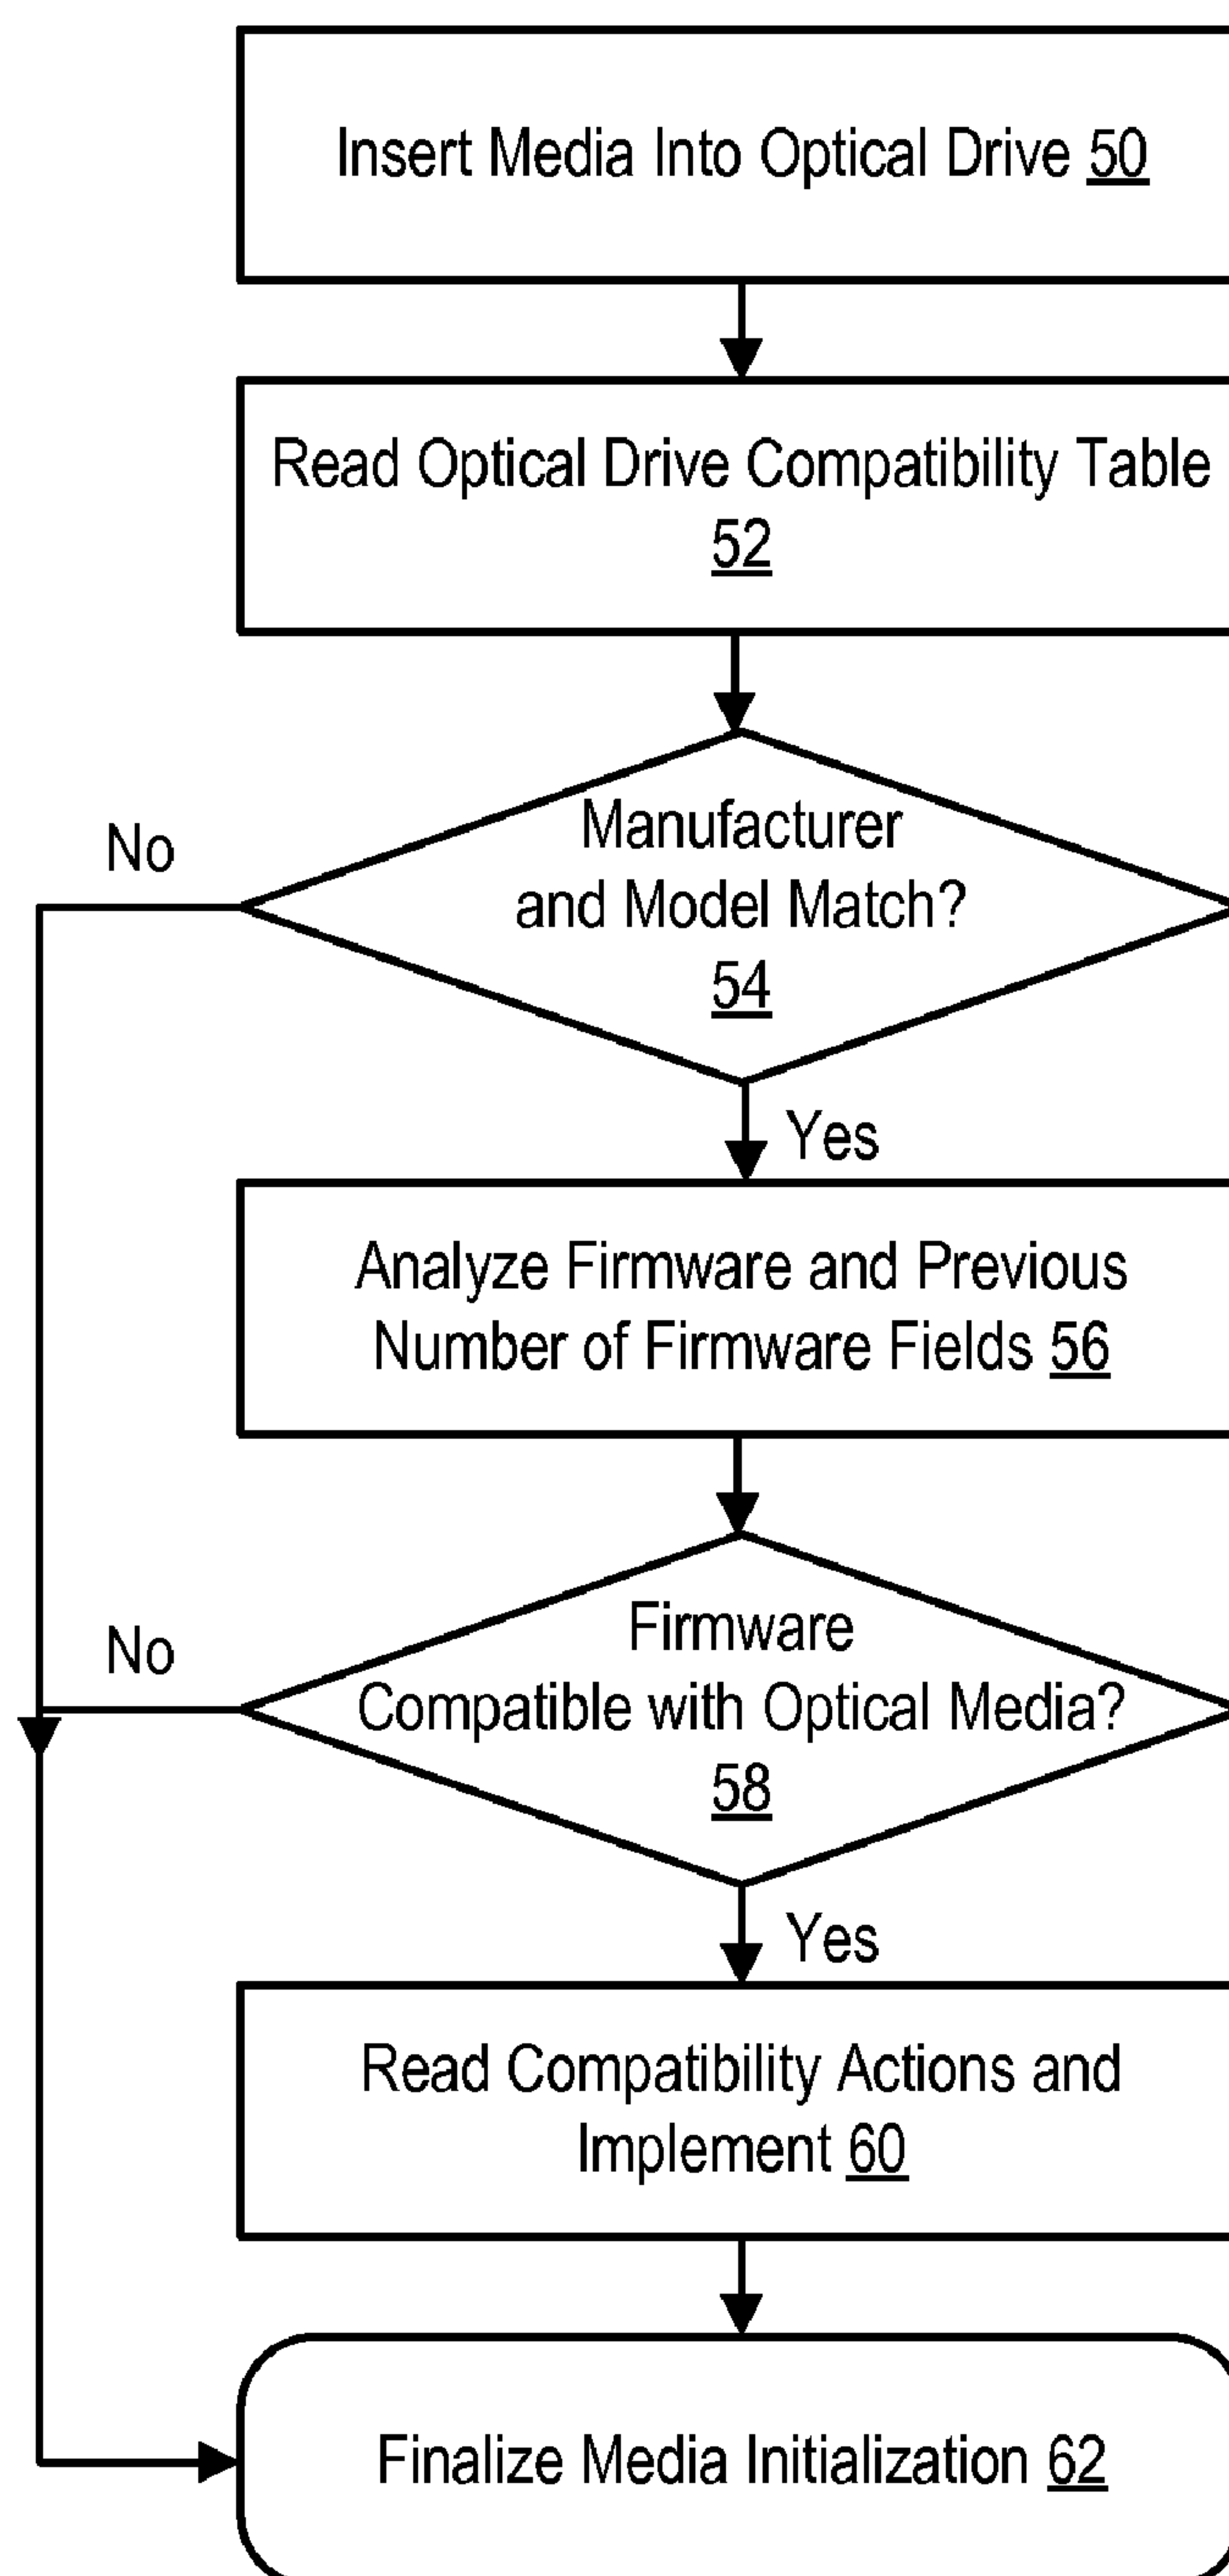 Insert Media Into Optical Drive 50
Read Optical Drive Compatibility Table
52
Manufacturer
and Model Match?
54
No
Yes
Analyze Firmware and Previous
Number of Firmware Fields 56
Firmware
Compatible with Optical Media?
58
No
Yes
Read Compatibility Actions and
Implement 60
Finalize Media Initialization 62